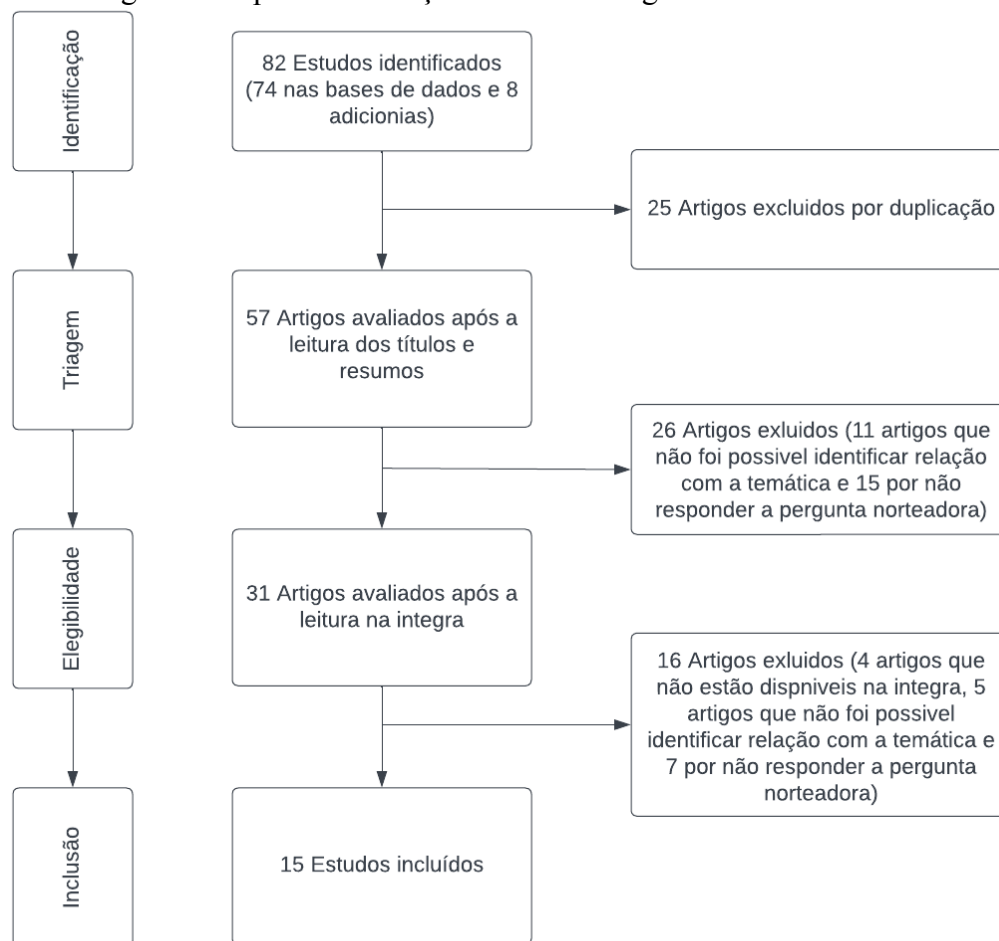 Identificação
82 Estudos identificados
(74 nas bases de dados e 8
adicionias)
25 Artigos excluidos por duplicação
Triagem
57 Artigos avaliados após a
leitura dos títulos e
resumos
26 Artigos exluidos (11 artigos que
não foi possivel identificar relação
com a temática e 15 por não
responder a pergunta norteadora)
Elegibilidade
31 Artigos avaliados após a
leitura na integra
16 Artigos exluidos (4 artigos que
não estão dispniveis na integra, 5
artigos que não foi possivel
identificar relação com a temática e
7 por não responder a pergunta
norteadora)
Inclusão
15 Estudos incluídos